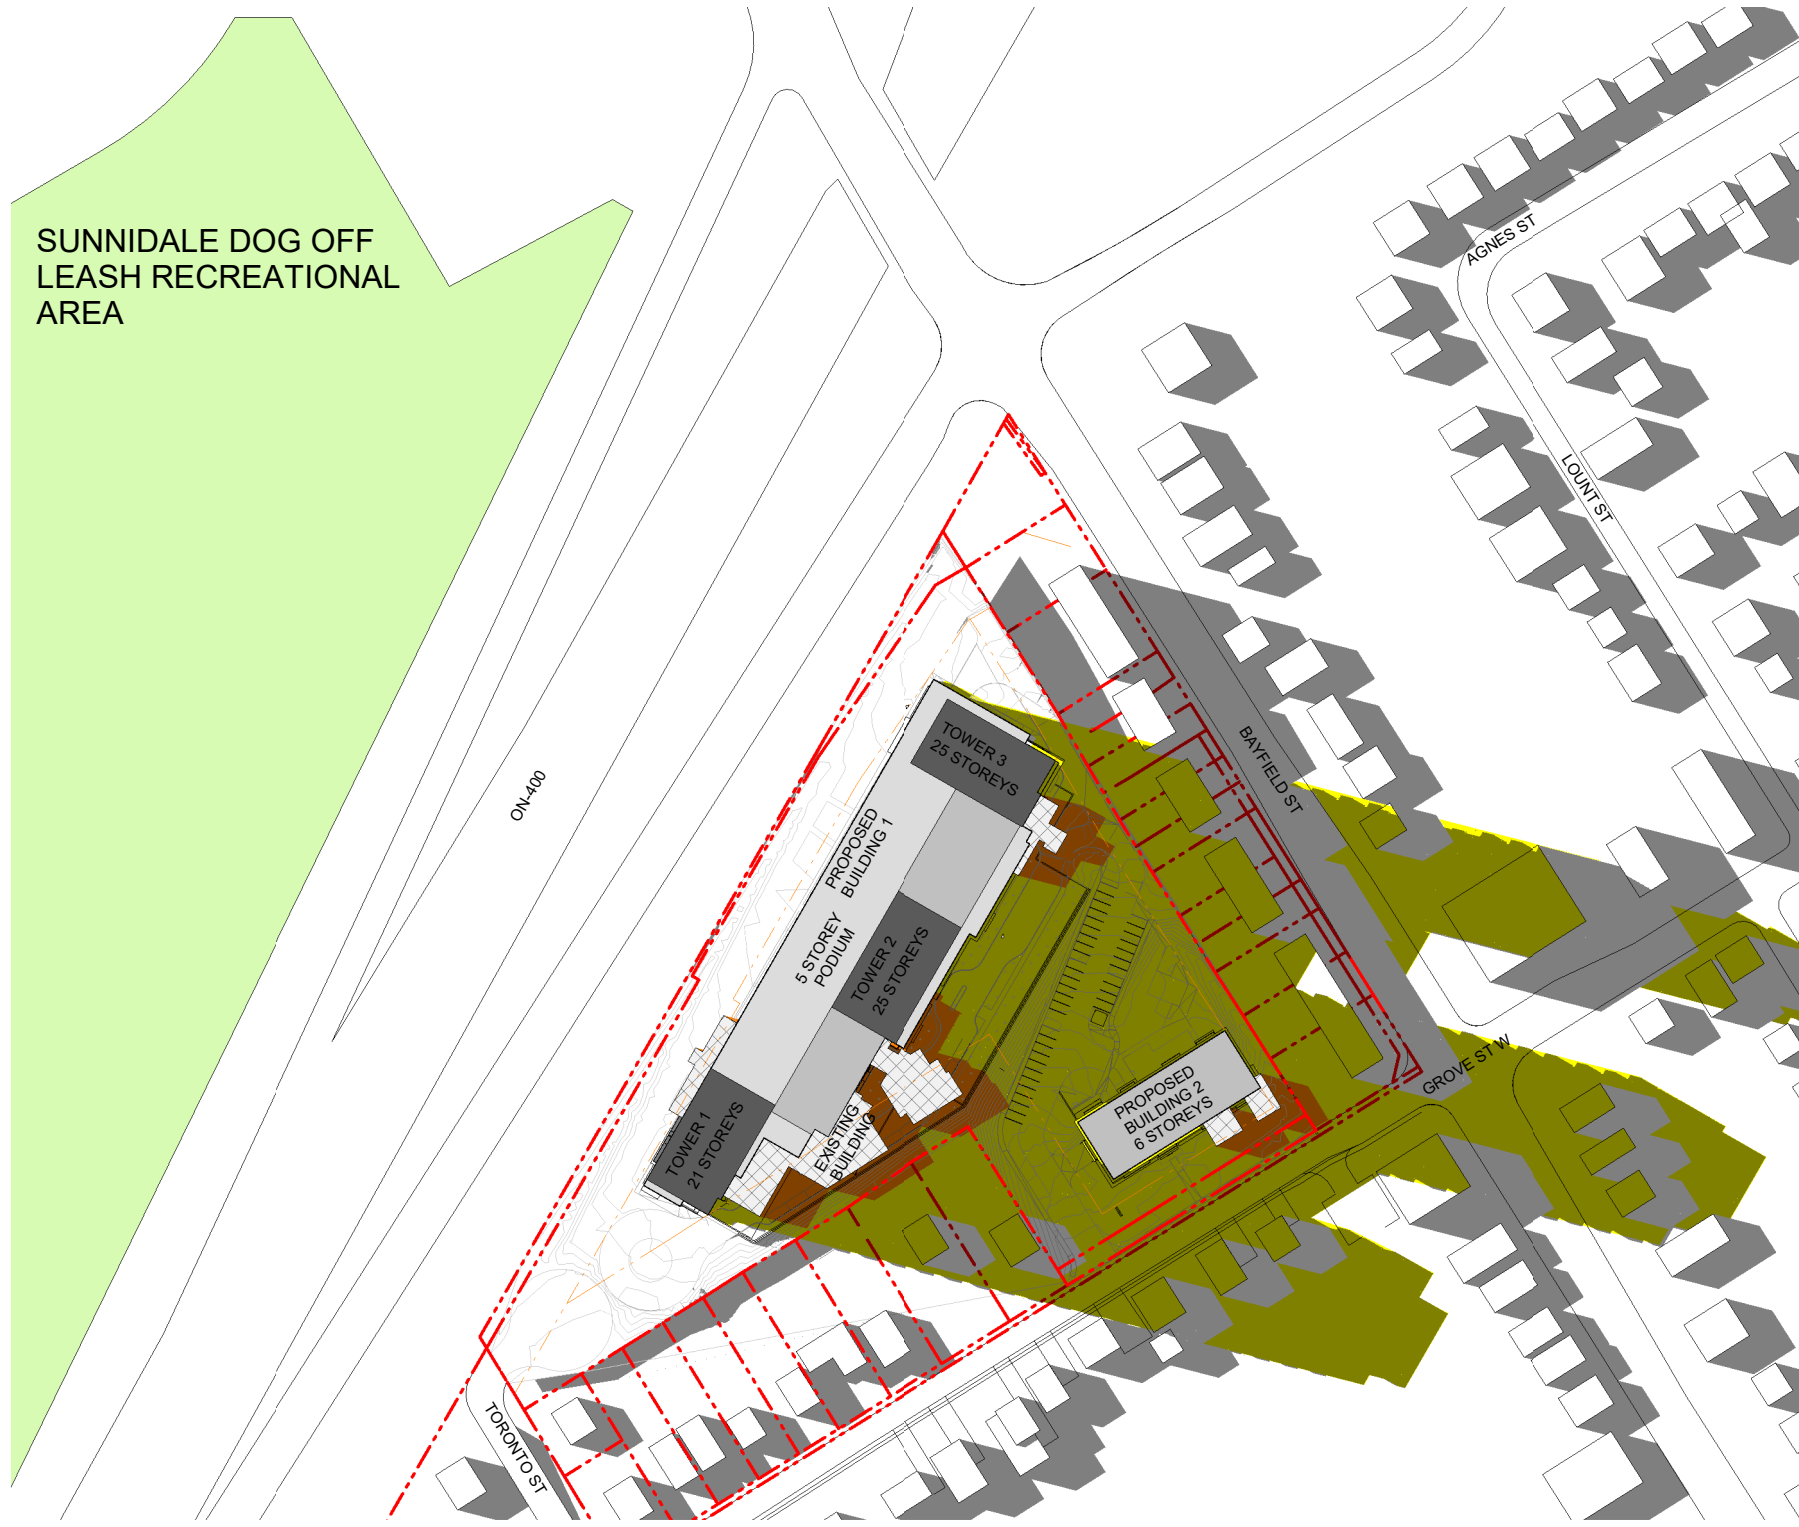 SUNNIDALE DOG OFF
LEASH RECREATIONAL
AREA
AGNES ST
LOUNT ST
BAYFIELD ST
ON-400
TOWER 3
25 STOREYS
PROPOSED
BUILDING 1
5 STOREY
PODIUM
TOWER 2
25 STOREYS
TOWER 1
21 STOREYS
EXISTING
BUILDING
PROPOSED
BUILDING 2
6 STOREYS
GROVE ST W
TORONTO ST